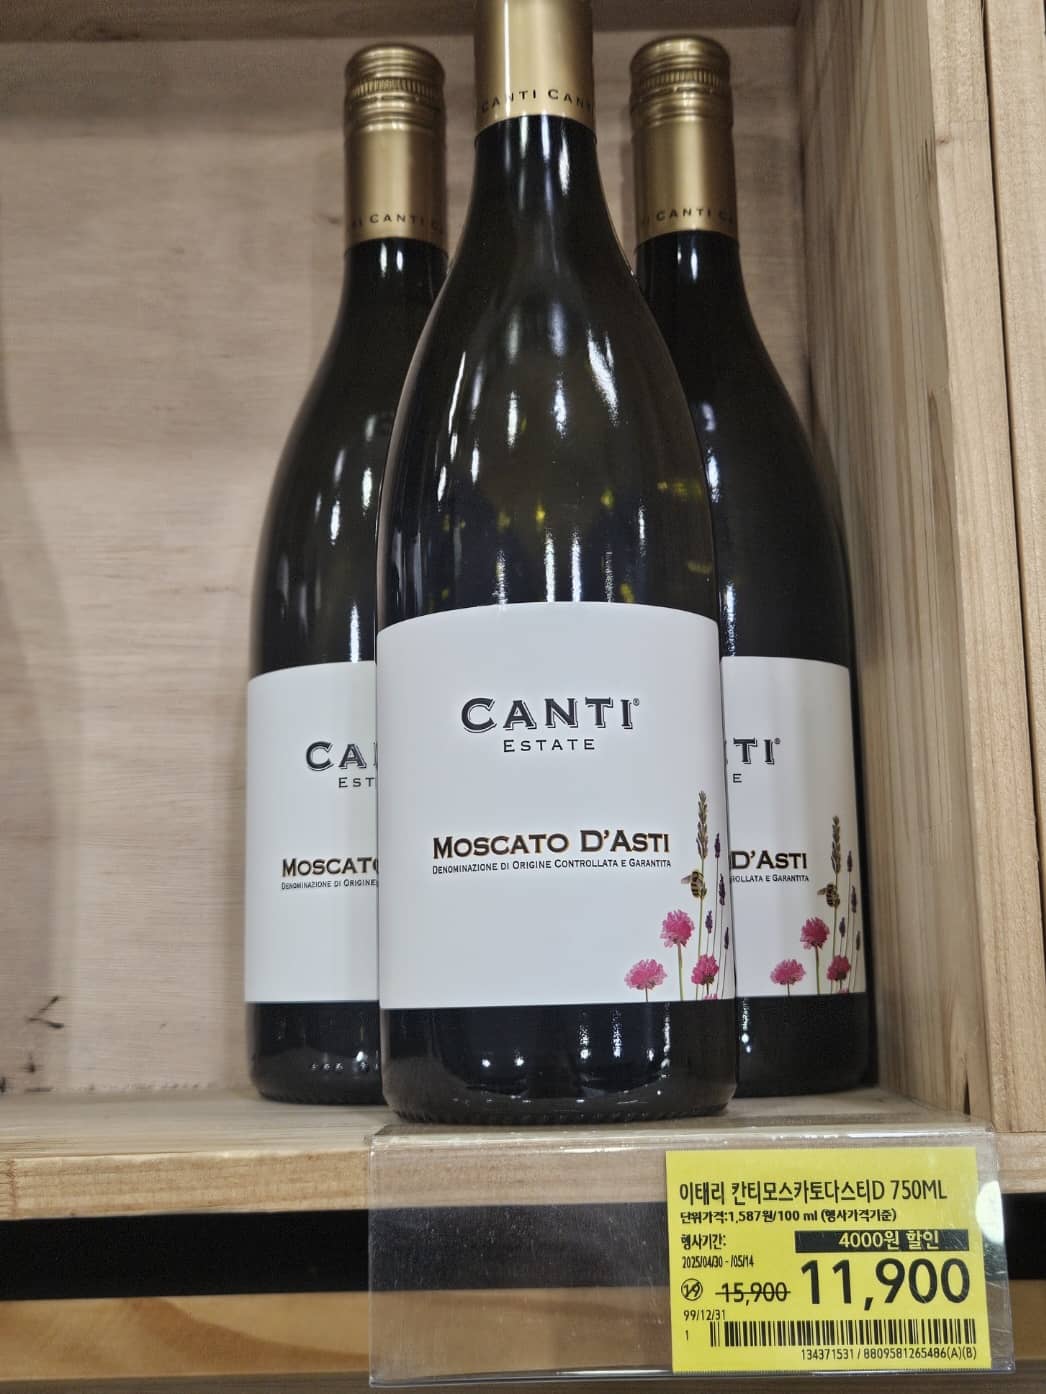 CANTI CANTI
CANTI
CANTI
CANTI®
ESTATE
MOSCATO D'ASTI
DENOMINAZIONE DI ORIGINE CONTROLLATA E GARANTITA
CA
EST
MOSCATO
DENOMINAZIONE DI ORIGINE
TI®
E
D'ASTI
E GARANTITA
이태리 칸티모스카토다스티D 750ML
단위가격:1,587원/100 ml (행사가격기준)
행사기간: 4000원 할인
2025/04/30 - /05/14
19 15,900 11,900
99/12/31
1
134371531 / 8809581265486(A)(B)